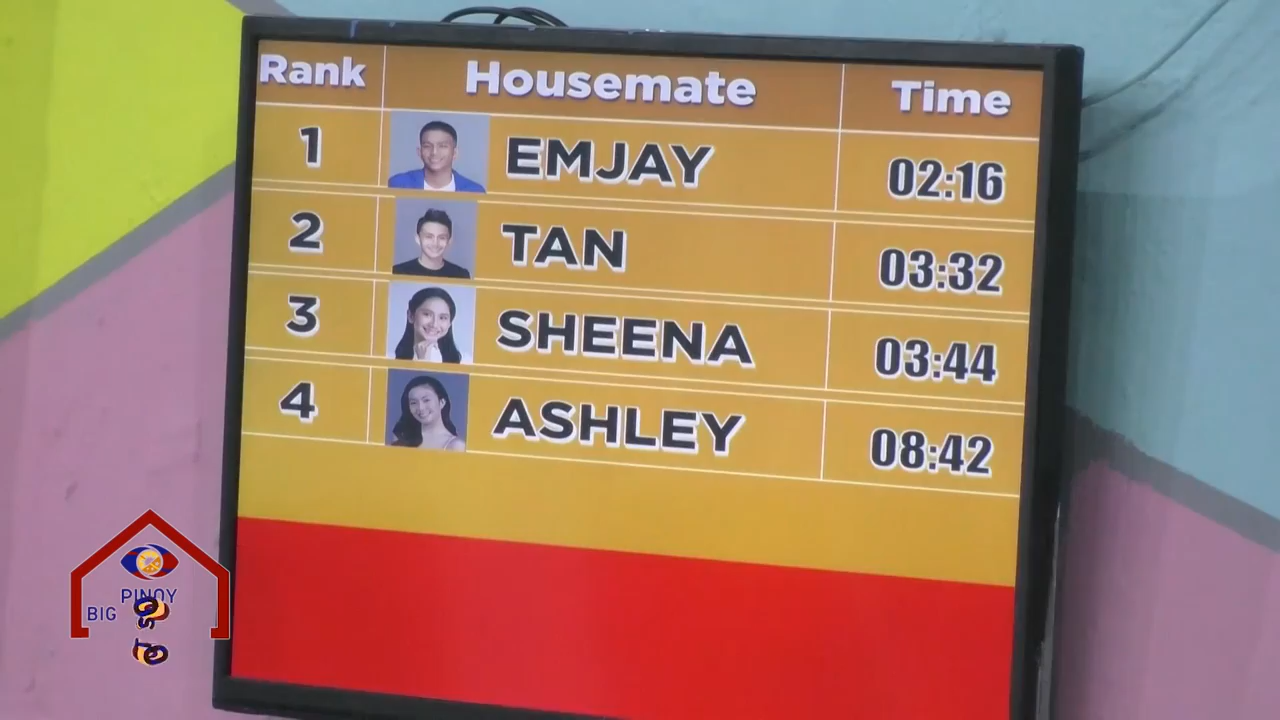 Rank Housemate Time
1 EMJAY 02:16
2 TAN 03:32
3 SHEENA 03:44
4 ASHLEY 08:42
PINOY
BIG